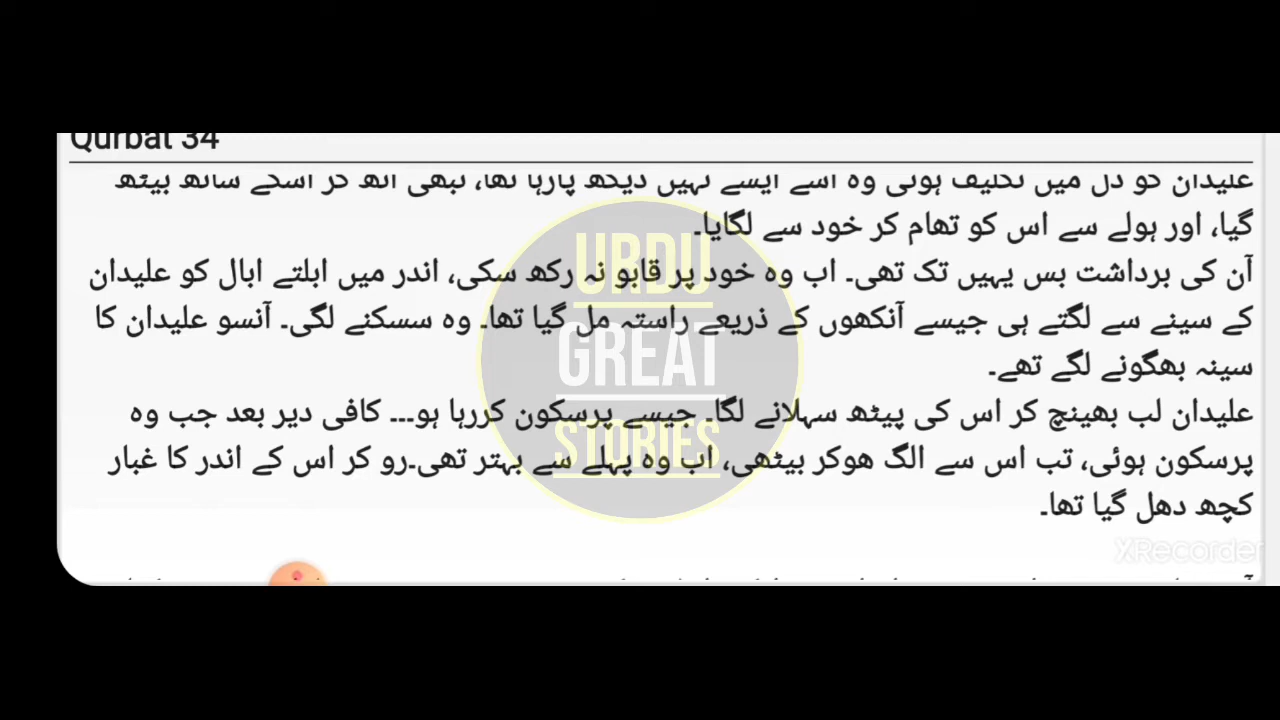 Qurbat 34
علیدان کو دل میں تکلیف ہوئی وہ اسے ایسے نہیں دیکھ پارہا تھا، تبھی اٹھ کر اسکے ساتھ بیٹھ
گیا، اور ہولے سے اس کو تھام کر خود سے لگایا۔
آن کی برداشت بس یہیں تک تھی۔ اب وہ خود پر قابو نہ رکھ سکی، اندر میں ابلتے ابال کو علیدان
کے سینے سے لگتے ہی جیسے آنکھوں کے ذریعے راستہ مل گیا تھا۔ وہ سسکنے لگی۔ آنسو علیدان کا
سینہ بھگونے لگے تھے۔
علیدان لب بھینچ کر اس کی پیٹھ سہلانے لگا۔ جیسے پرسکون کررہا ہو۔۔۔ کافی دیر بعد جب وہ
پرسکون ہوئی، تب اس سے الگ ھوکر بیٹھی، اب وہ پہلے سے بہتر تھی۔رو کر اس کے اندر کا غبار
کچھ دھل گیا تھا۔
URDU
GREAT
STORIES
XRecorder